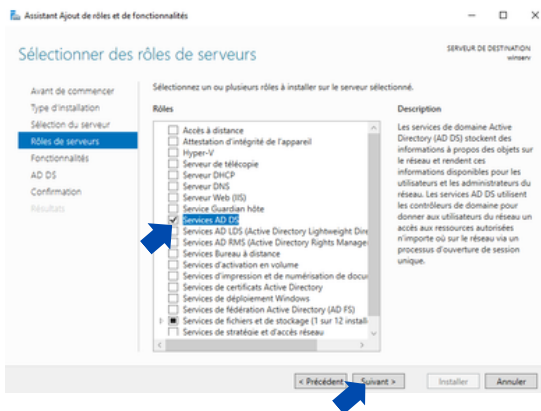 Assistant Ajout de rôles et de fonctionnalités
Sélectionner des rôles de serveurs
SERVEUR DE DESTINATION
winserv
Avant de commencer
Type d'installation
Sélection du serveur
Rôles de serveurs
Fonctionnalités
AD DS
Confirmation
Résultats
Sélectionnez un ou plusieurs rôles à installer sur le serveur sélectionné.
Rôles
Accès à distance
Attestation d'intégrité de l'appareil
Hyper-V
Serveur de télécopie
Serveur DHCP
Serveur DNS
Serveur Web (IIS)
Service Guardian hôte
Services AD DS
Services AD LDS (Active Directory Lightweight Dire
Services AD RMS (Active Directory Rights Manage
Services Bureau à distance
Services d'activation en volume
Services d'impression et de numérisation de docu
Services de certificats Active Directory
Services de déploiement Windows
Services de fédération Active Directory (AD FS)
Services de fichiers et de stockage (1 sur 12 install
Services de stratégie et d'accès réseau
Description
Les services de domaine Active
Directory (AD DS) stockent des
informations à propos des objets sur
le réseau et rendent ces
informations disponibles pour les
utilisateurs et les administrateurs du
réseau. Les services AD DS utilisent
les contrôleurs de domaine pour
donner aux utilisateurs du réseau un
accès aux ressources autorisées
n'importe où sur le réseau via un
processus d'ouverture de session
unique.
< Précédent
Suivant >
Installer
Annuler